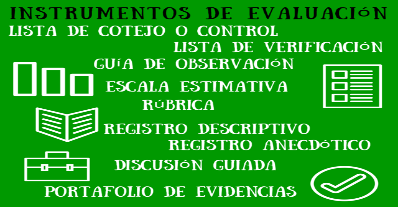 INSTRUMENTOS DE EVALUACIÓN
LISTA DE COTEJO O CONTROL
LISTA DE VERIFICACIÓN
GUÍA DE OBSERVACIÓN
ESCALA ESTIMATIVA
RÚBRICA
REGISTRO DESCRIPTIVO
REGISTRO ANECDÓTICO
DISCUSIÓN GUIADA
PORTAFOLIO DE EVIDENCIAS